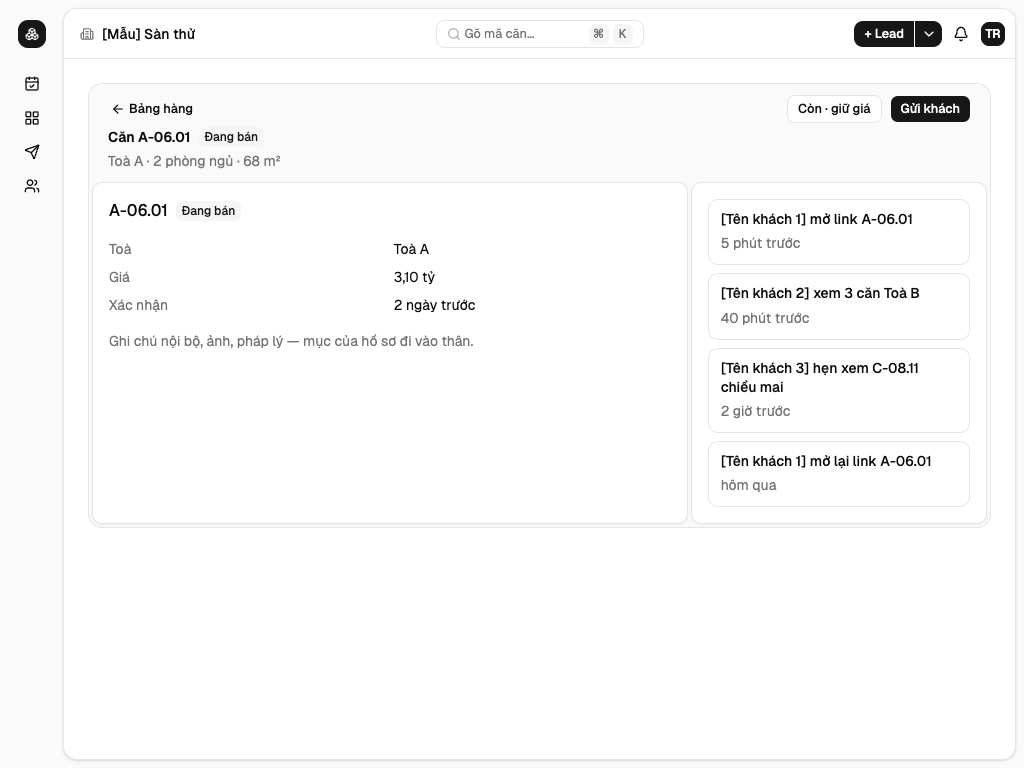 [Mẫu] Sàn thử
Gõ mã căn…
⌘ K
+ Lead
TR
← Bảng hàng
Còn · giữ giá
Gửi khách
Căn A-06.01 Đang bán
Toà A · 2 phòng ngủ · 68 m²
A-06.01 Đang bán
Toà Toà A
Giá 3,10 tỷ
Xác nhận 2 ngày trước
Ghi chú nội bộ, ảnh, pháp lý — mục của hồ sơ đi vào thân.
[Tên khách 1] mở link A-06.01
5 phút trước
[Tên khách 2] xem 3 căn Toà B
40 phút trước
[Tên khách 3] hẹn xem C-08.11
chiều mai
2 giờ trước
[Tên khách 1] mở lại link A-06.01
hôm qua